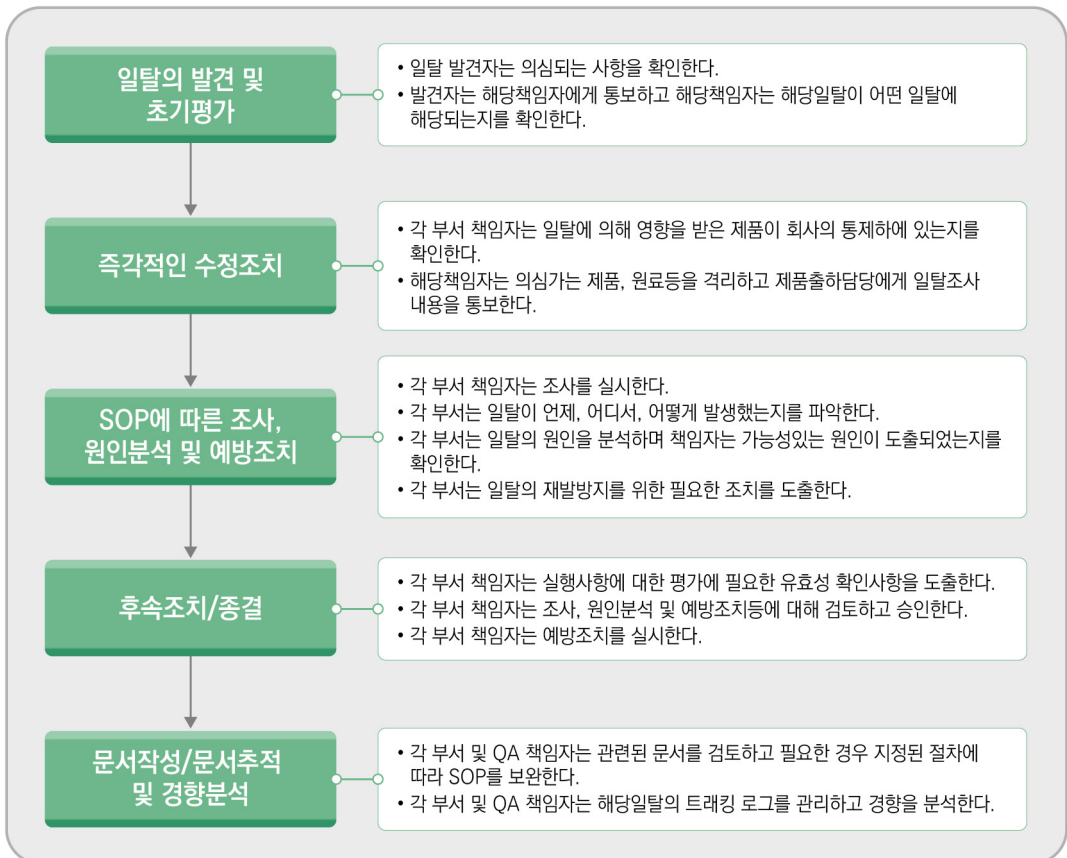 일탈의 발견 및
초기평가
• 일탈 발견자는 의심되는 사항을 확인한다.
• 발견자는 해당책임자에게 통보하고 해당책임자는 해당일탈이 어떤 일탈에
해당되는지를 확인한다.
즉각적인 수정조치
• 각 부서 책임자는 일탈에 의해 영향을 받은 제품이 회사의 통제하에 있는지를
확인한다.
• 해당책임자는 의심가는 제품, 원료등을 격리하고 제품출하담당에게 일탈조사
내용을 통보한다.
SOP에 따른 조사,
원인분석 및 예방조치
• 각 부서 책임자는 조사를 실시한다.
• 각 부서는 일탈이 언제, 어디서, 어떻게 발생했는지를 파악한다.
• 각 부서는 일탈의 원인을 분석하며 책임자는 가능성있는 원인이 도출되었는지를
확인한다.
• 각 부서는 일탈의 재발방지를 위한 필요한 조치를 도출한다.
후속조치/종결
• 각 부서 책임자는 실행사항에 대한 평가에 필요한 유효성 확인사항을 도출한다.
• 각 부서 책임자는 조사, 원인분석 및 예방조치등에 대해 검토하고 승인한다.
• 각 부서 책임자는 예방조치를 실시한다.
문서작성/문서추적
및 경향분석
• 각 부서 및 QA 책임자는 관련된 문서를 검토하고 필요한 경우 지정된 절차에
따라 SOP를 보완한다.
• 각 부서 및 QA 책임자는 해당일탈의 트래킹 로그를 관리하고 경향을 분석한다.